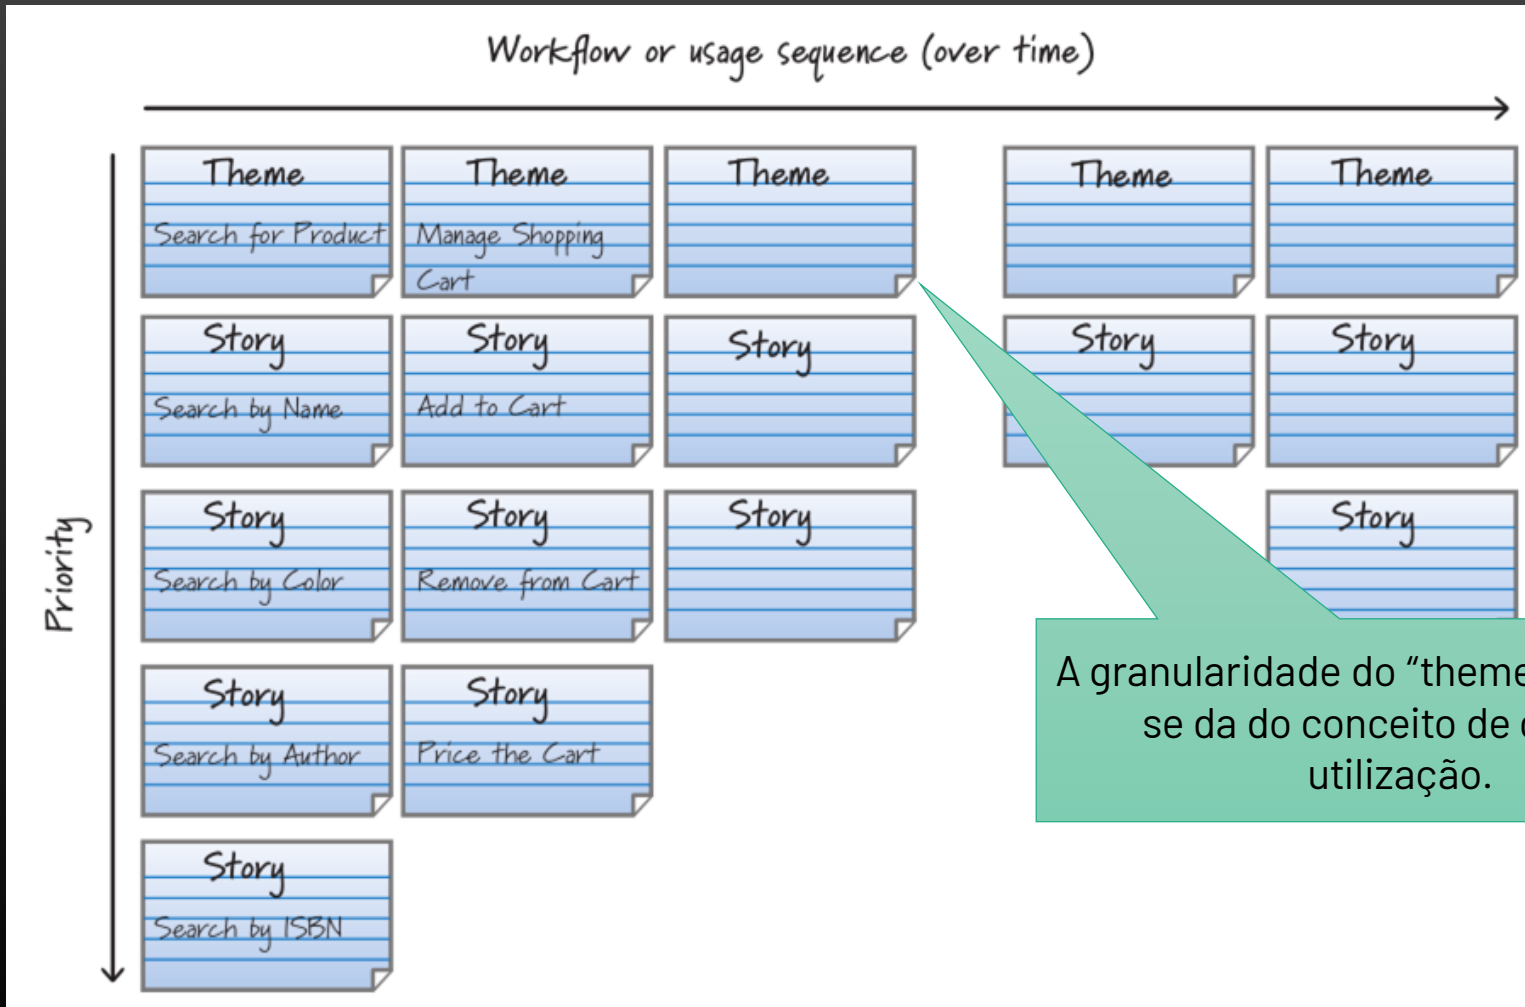 Workflow or usage sequence (over time)
Priority
Theme
Search for Product
Theme
Manage Shopping
Cart
Theme
Theme
Theme
Story
Search by Name
Story
Add to Cart
Story
Story
Story
Story
Search by Color
Story
Remove from Cart
Story
Story
Story
Search by Author
Story
Price the Cart
Story
Search by ISBN
A granularidade do “theme
se da do conceito de
utilização.